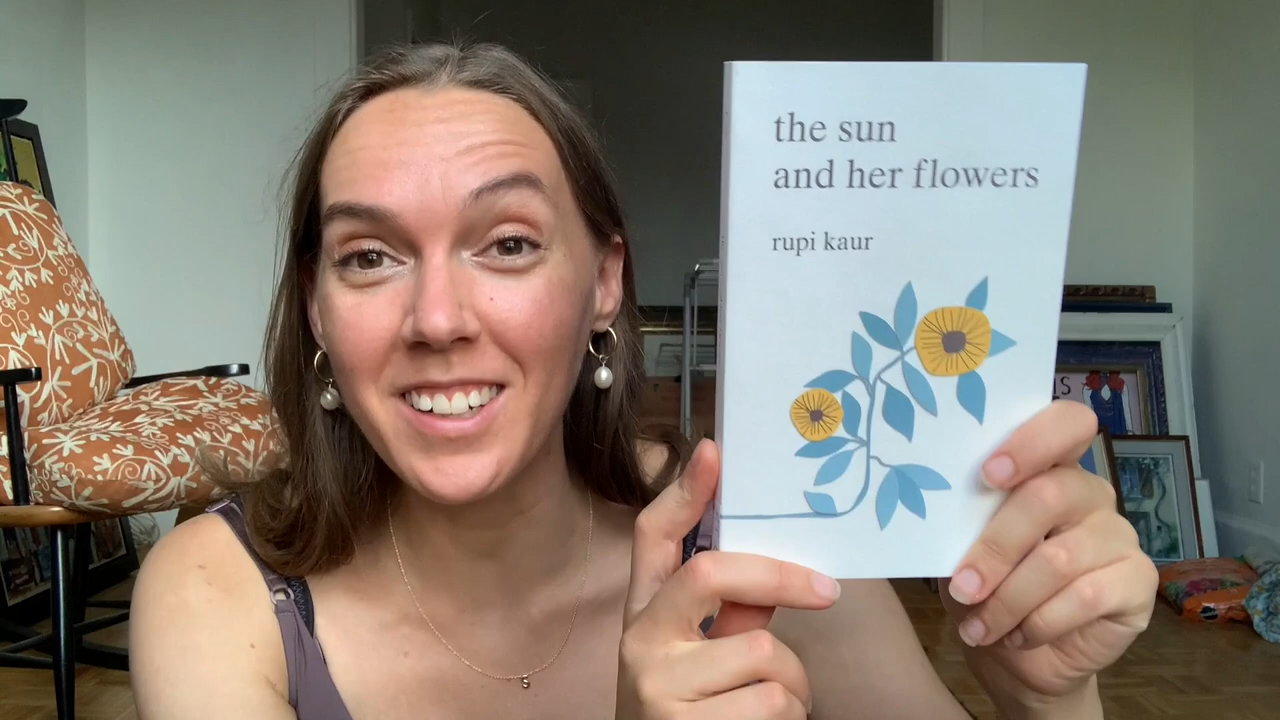 the sun
and her flowers
rupi kaur
s